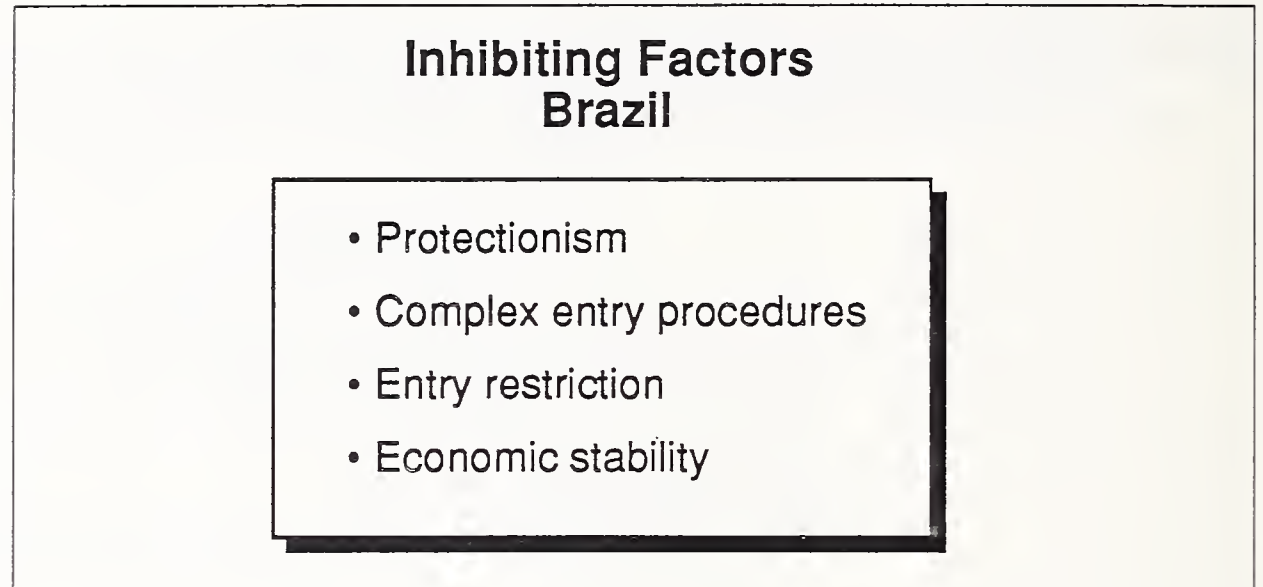 Inhibiting Factors
Brazil
• Protectionism
• Complex entry procedures
• Entry restriction
• Economic stability